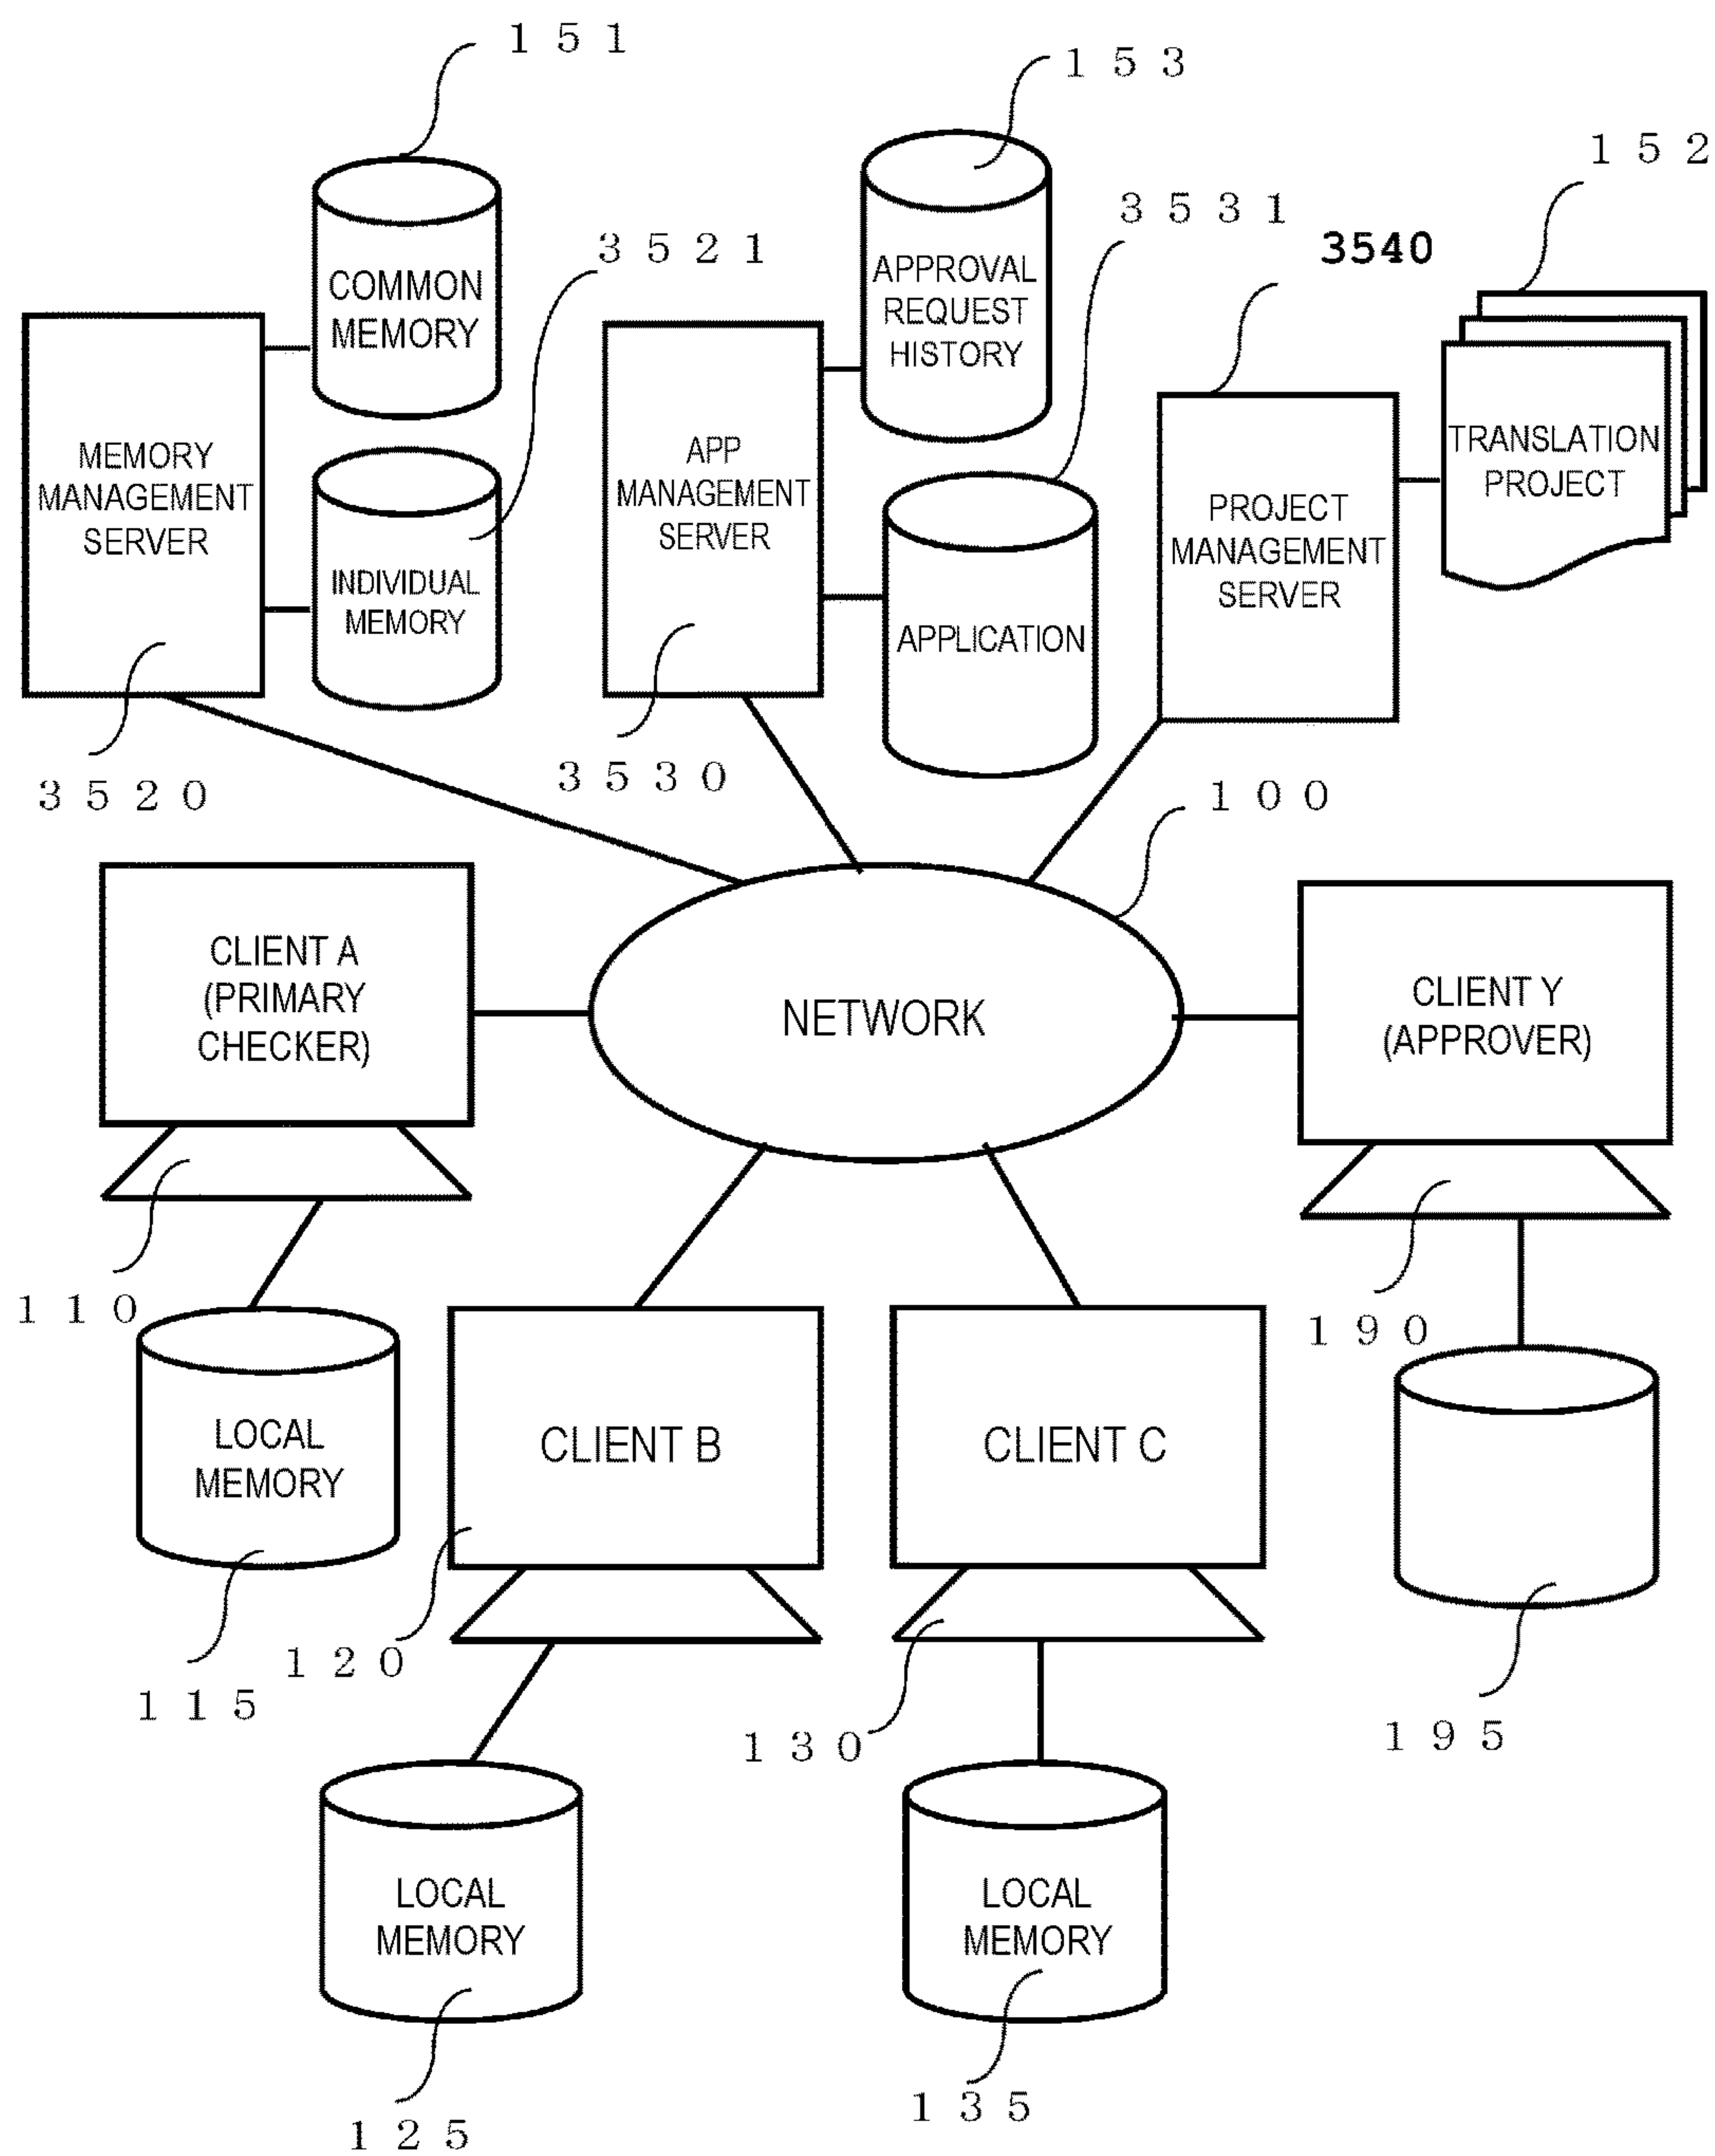 151
153
152
3521
3531
3540
COMMON
MEMORY
APPROVAL
REQUEST
HISTORY
TRANSLATION
PROJECT
MEMORY
MANAGEMENT
SERVER
APP
MANAGEMENT
SERVER
PROJECT
MANAGEMENT
SERVER
INDIVIDUAL
MEMORY
APPLICATION
3520
3530
100
CLIENT A
(PRIMARY
CHECKER)
NETWORK
CLIENT Y
(APPROVER)
110
190
LOCAL
MEMORY
CLIENT B
CLIENT C
115
120
130
195
LOCAL
MEMORY
LOCAL
MEMORY
125
135